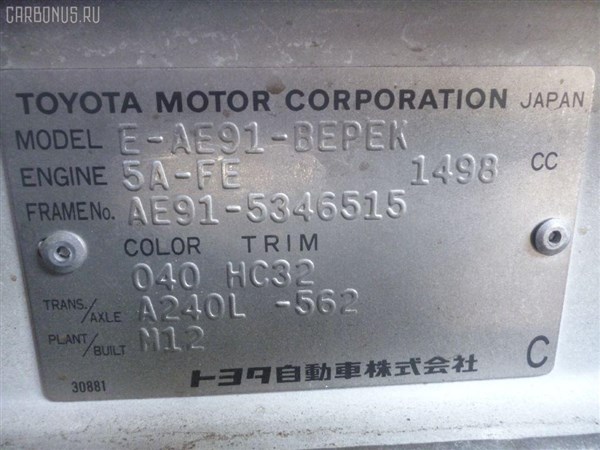 CARBONUS.RU
TOYOTA MOTOR CORPORATION JAPAN
MODEL E-AE91-BEPEK
ENGINE 5A-FE 1498 CC
FRAME No. AE91-5346515
COLOR TRIM
040 HC32
TRANS./AXLE A240L -562
PLANT/BUILT M12
30881 トヨタ自動車株式会社 C